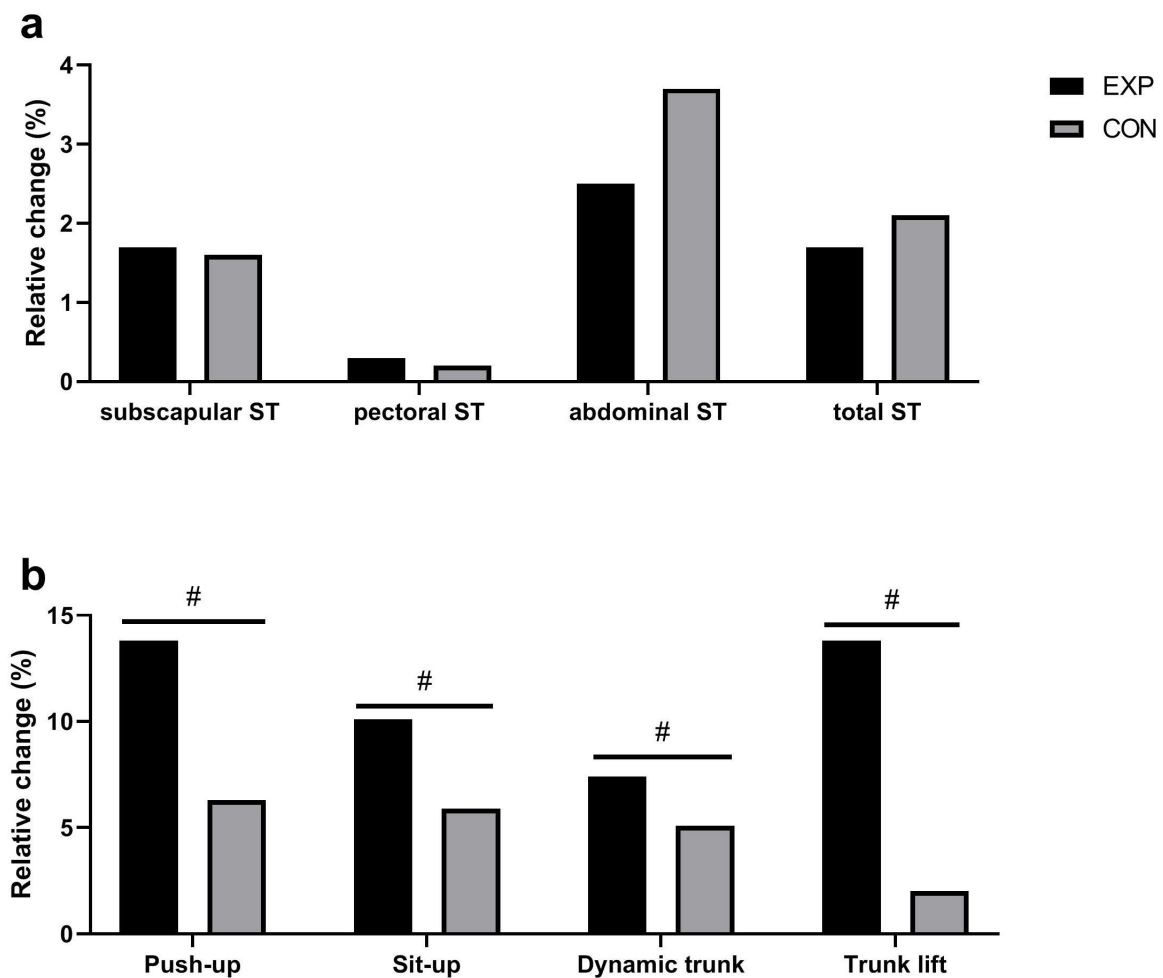 a
Relative change (%)
4
3
2
1
0
subscapular ST
pectoral ST
abdominal ST
total ST
EXP
CON
b
Relative change (%)
15
10
5
0
#
#
#
#
Push-up
Sit-up
Dynamic trunk
Trunk lift